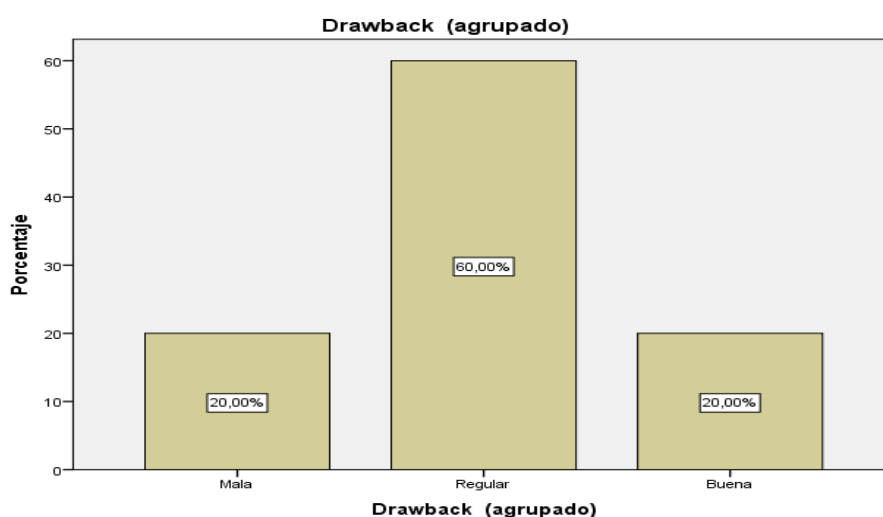 Drawback (agrupado)
Porcentaje
60
50
40
30
20
10
0
20,00%
60,00%
20,00%
Mala
Regular
Buena
Drawback (agrupado)